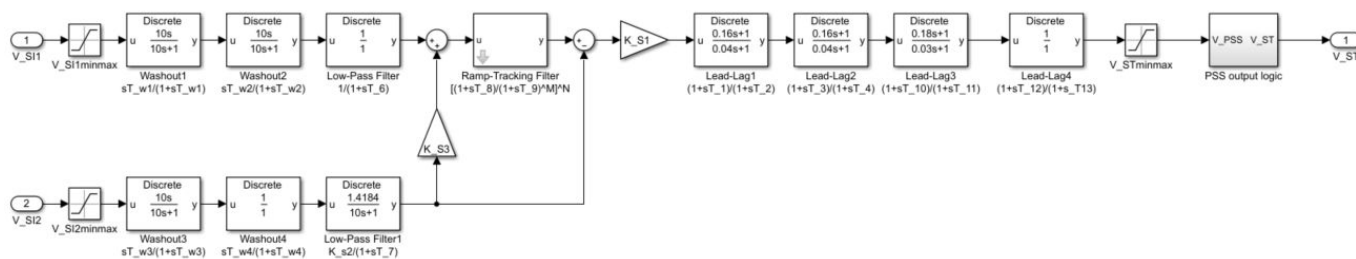 1
V_SI1
V_SI1minmax
Discrete
u 10s y
10s+1
Washout1
sT_w1/(1+sT_w1)
Discrete
u 10s y
10s+1
Washout2
sT_w2/(1+sT_w2)
Discrete
u 1 y
1
Low-Pass Filter
1/(1+sT_6)
+
+
u y
Ramp-Tracking Filter
[(1+sT_8)/(1+sT_9)^M]^N
+
−
K_S1
Discrete
u 0.16s+1 y
0.04s+1
Lead-Lag1
(1+sT_1)/(1+sT_2)
Discrete
u 0.16s+1 y
0.04s+1
Lead-Lag2
(1+sT_3)/(1+sT_4)
Discrete
u 0.18s+1 y
0.03s+1
Lead-Lag3
(1+sT_10)/(1+sT_11)
Discrete
u 1 y
1
Lead-Lag4
(1+sT_12)/(1+s_T13)
V_STminmax
V_PSS V_ST
PSS output logic
1
V_ST
K_S3
2
V_SI2
V_SI2minmax
Discrete
u 10s y
10s+1
Washout3
sT_w3/(1+sT_w3)
Discrete
u 1 y
1
Washout4
sT_w4/(1+sT_w4)
Discrete
u 1.4184 y
10s+1
Low-Pass Filter1
K_s2/(1+sT_7)